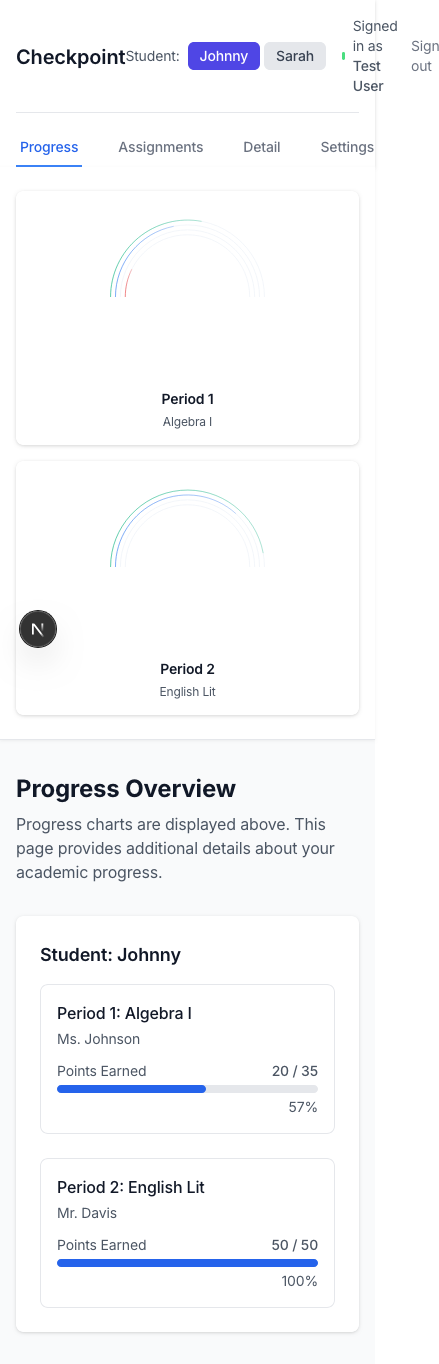 Checkpoint Student: Johnny Sarah Signed in as Test User Sign out
Progress Assignments Detail Settings
Period 1
Algebra I
N
Period 2
English Lit
Progress Overview
Progress charts are displayed above. This
page provides additional details about your
academic progress.
Student: Johnny
Period 1: Algebra I
Ms. Johnson
Points Earned 20 / 35
57%
Period 2: English Lit
Mr. Davis
Points Earned 50 / 50
100%